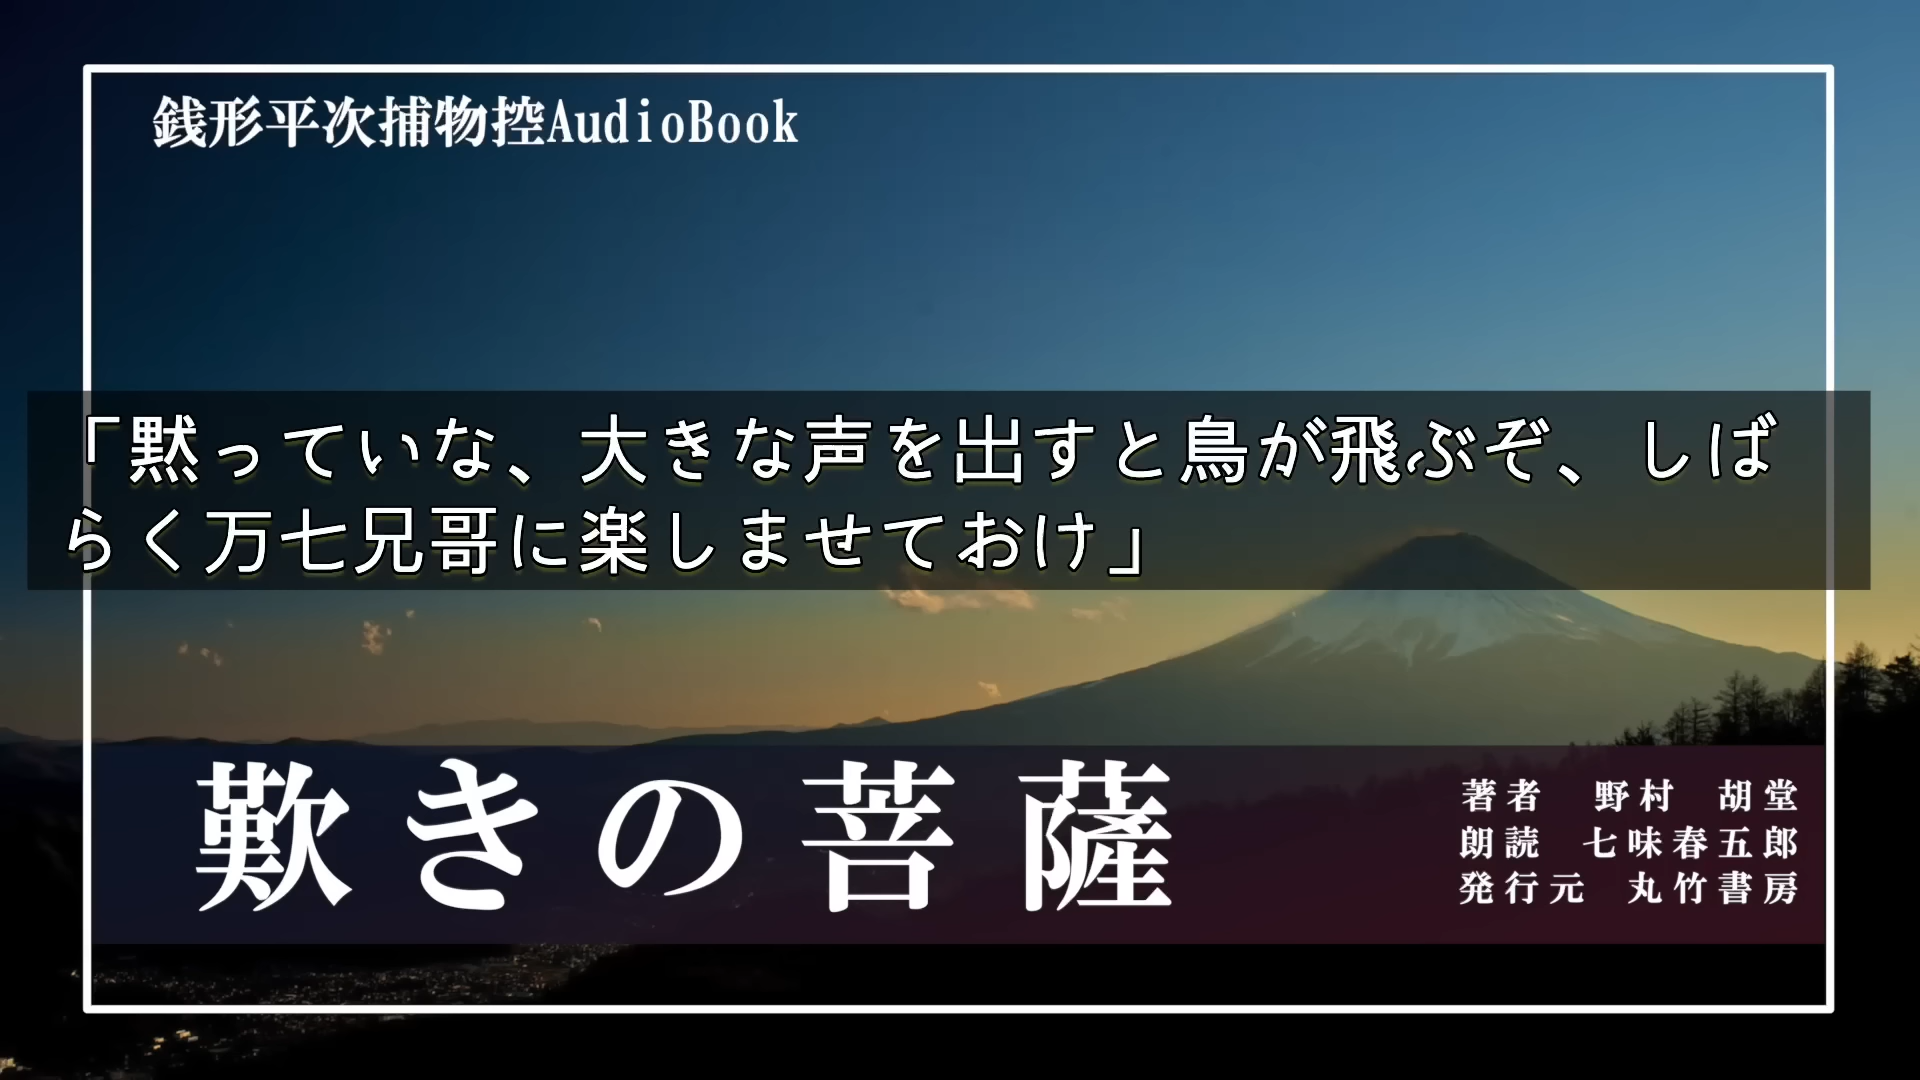 銭形平次捕物控AudioBook
「黙っていな、大きな声を出すと鳥が飛ぶぞ、しば
らく万七兄哥に楽しませておけ」
歎きの菩薩
著者　野村　胡堂
朗読　七味春五郎
発行元　丸竹書房